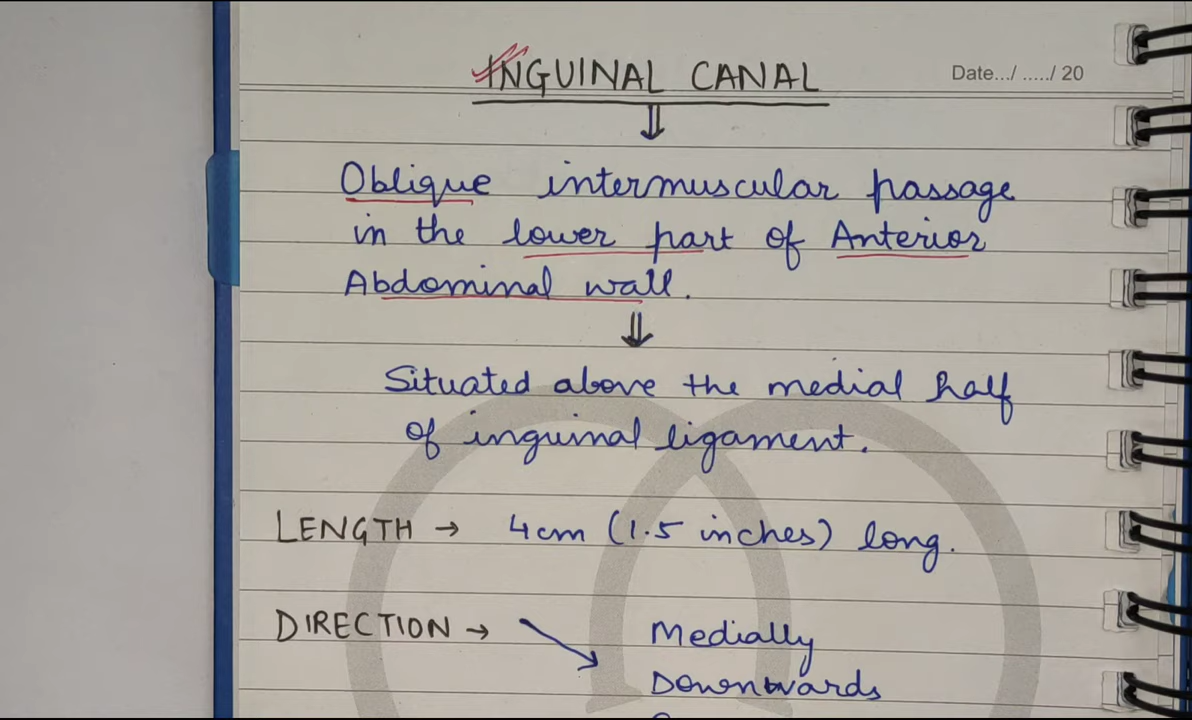 INGUINAL CANAL
Date.../ ...../ 20
⇓
Oblique intermuscular passage
in the lower part of Anterior
Abdominal wall.
⇓
Situated above the medial half
of inguinal ligament.
LENGTH → 4cm (1.5 inches) long.
DIRECTION → Medially
Downwards